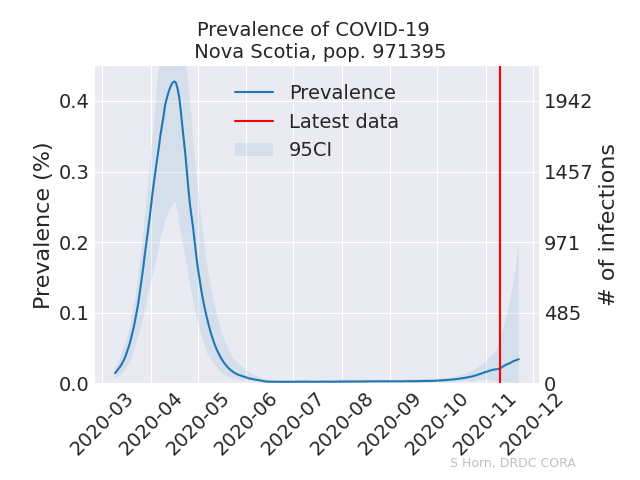 Prevalence of COVID-19
Nova Scotia, pop. 971395
Prevalence (%)
0.4
0.3
0.2
0.1
0.0
Prevalence
Latest data
95CI
1942
1457
971
485
0
# of infections
2020-03
2020-04
2020-05
2020-06
2020-07
2020-08
2020-09
2020-10
2020-11
2020-12
S Horn, DRDC CORA